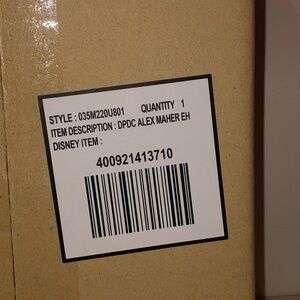 STYLE : 035M220U801 QUANTITY 1
ITEM DESCRIPTION : DPDC ALEX MAHER EH
DISNEY ITEM :
400921413710